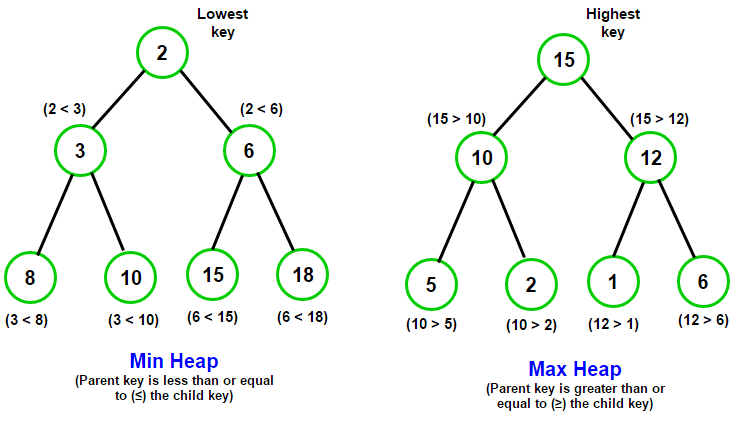 Lowest
key
2
(2 < 3)
(2 < 6)
3
6
8
10
15
18
(3 < 8)
(3 < 10)
(6 < 15)
(6 < 18)
Min Heap
(Parent key is less than or equal
to (≤) the child key)
Highest
key
15
(15 > 10)
(15 > 12)
10
12
5
2
1
6
(10 > 5)
(10 > 2)
(12 > 1)
(12 > 6)
Max Heap
(Parent key is greater than or
equal to (≥) the child key)